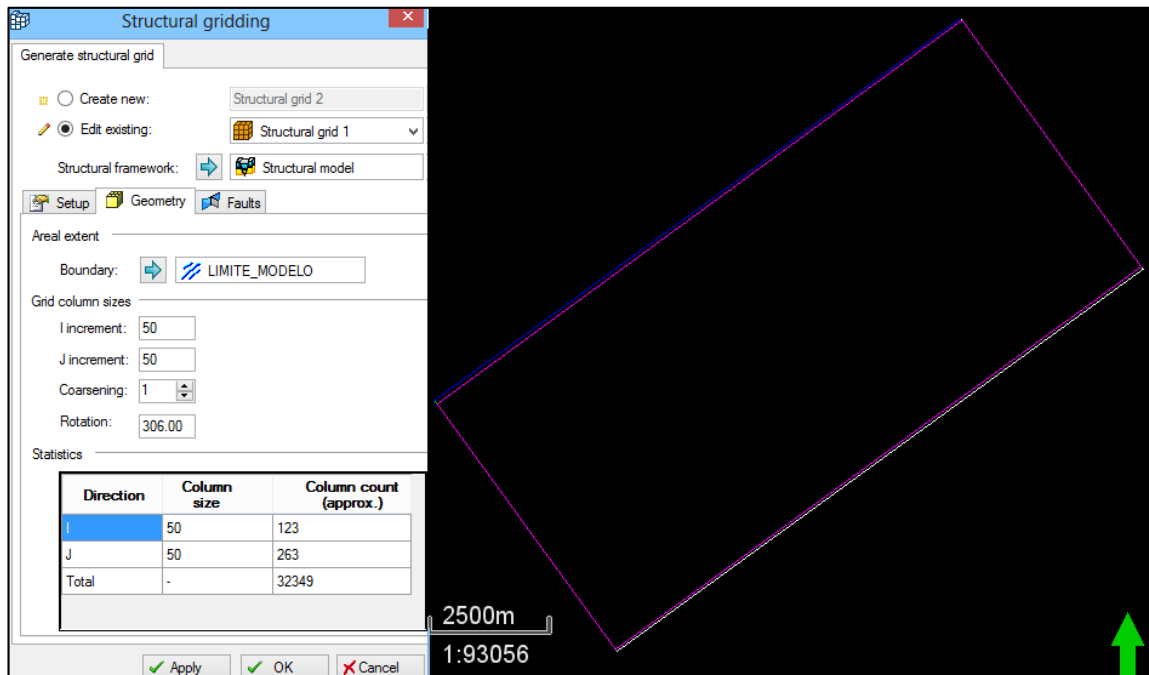 Structural gridding
Generate structural grid
Create new: Structural grid 2
Edit existing: Structural grid 1
Structural framework: Structural model
Setup Geometry Faults
Areal extent
Boundary: LIMITE_MODELO
Grid column sizes
I increment: 50
J increment: 50
Coarsening: 1
Rotation: 306.00
Statistics
Direction Column size Column count (approx.)
I 50 123
J 50 263
Total - 32349
Apply OK Cancel
2500m
1:93056